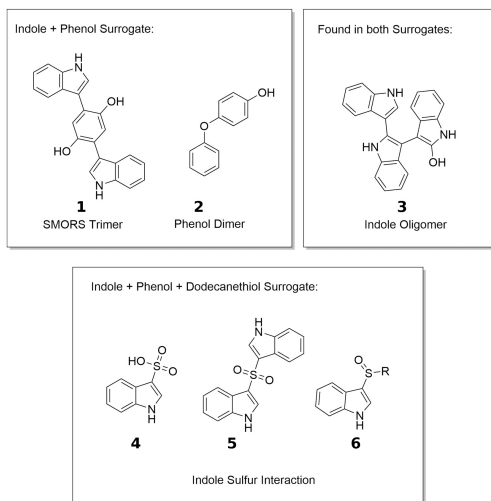 Indole + Phenol Surrogate:
H
N
OH
HO
N
H
1
SMORS Trimer
OH
O
2
Phenol Dimer
Found in both Surrogates:
NH
NH
HN
OH
3
Indole Oligomer
Indole + Phenol + Dodecanethiol Surrogate:
O
HO S
O
N
H
4
H
N
O S O
N
H
5
O
S R
N
H
6
Indole Sulfur Interaction